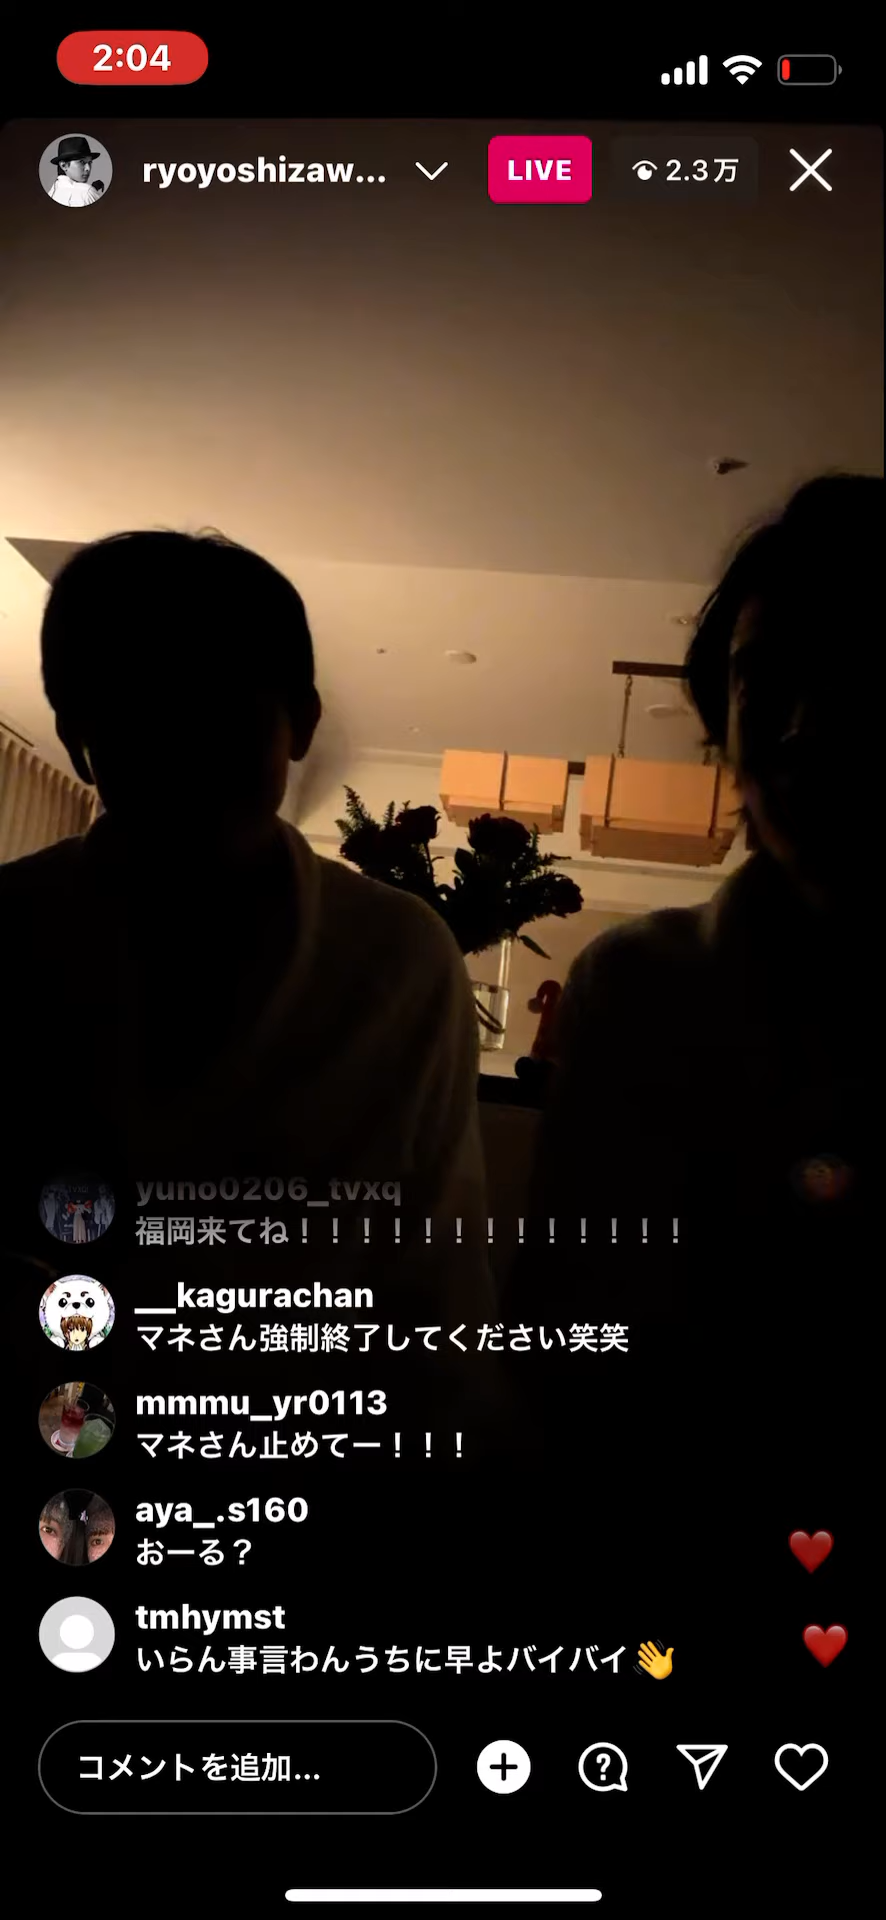 2:04
ryoyoshizaw...
LIVE
2.3万
yuno0206_tvxq
福岡来てね！！！！！！！！！！！！！
__kagurachan
マネさん強制終了してください笑笑
mmmu_yr0113
マネさん止めてー！！！
aya_.s160
おーる？
tmhymst
いらん事言わんうちに早よバイバイ👋
コメントを追加...